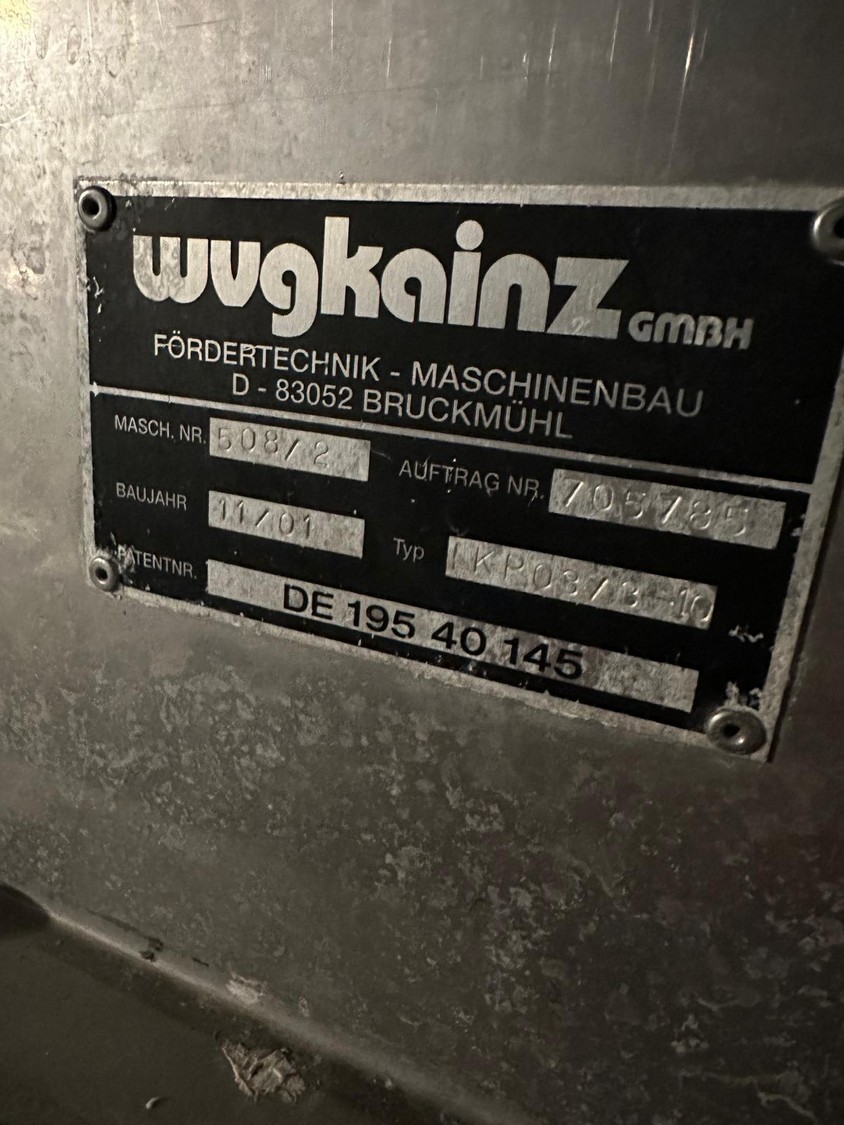 wvgkainz GMBH
FÖRDERTECHNIK - MASCHINENBAU
D - 83052 BRUCKMÜHL
MASCH. NR. 508/2 AUFTRAG NR. 705785
BAUJAHR 11/01 Typ
PATENTNR. DE 195 40 145